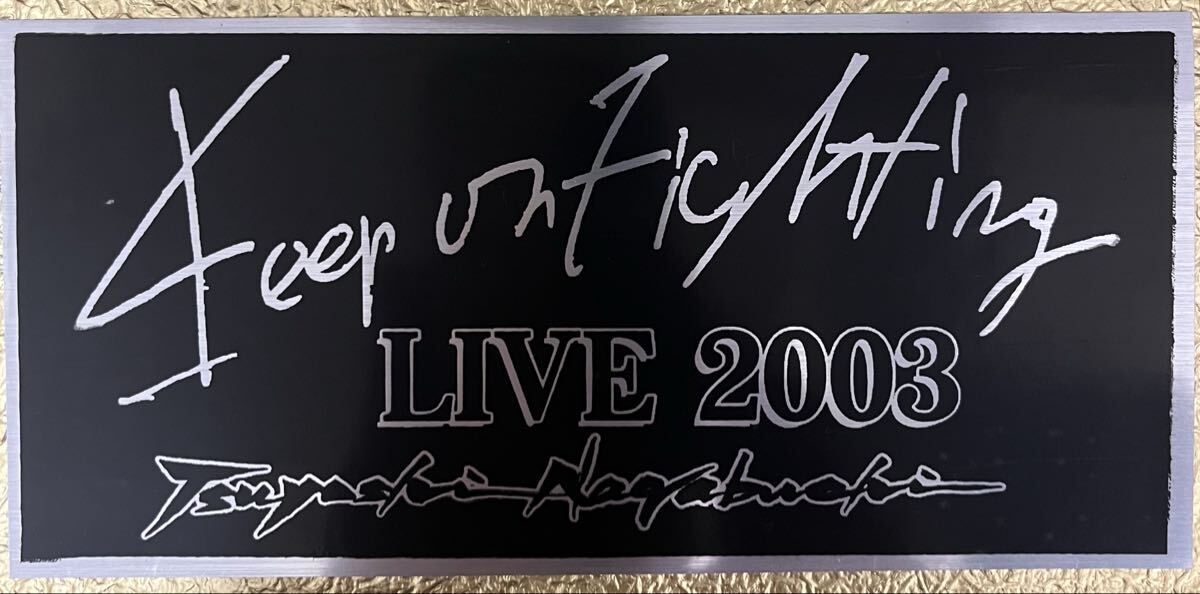 Keep on Fighting
LIVE 2003
Tsuyoshi Nagabuchi